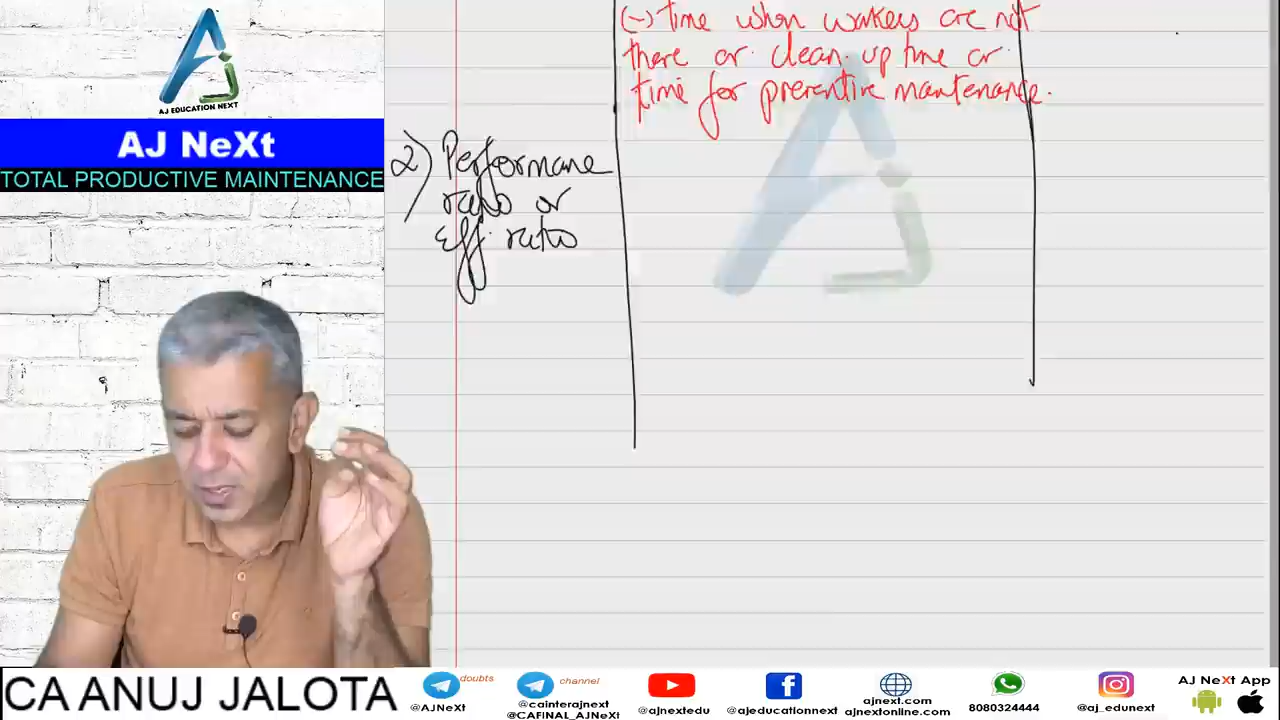 AJ EDUCATION NEXT
AJ NeXt
TOTAL PRODUCTIVE MAINTENANCE
(-) time when workers are not
there or clean. up time or
time for preventive maintenance.
2) Performane
ratio or
Eff. ratio
CA ANUJ JALOTA
doubts
@AJNeXt
channel
@cainterajnext
@CAFINAL_AJNeXt
@ajnextedu
@ajeducationnext
ajnext.com
ajnextonline.com
8080324444
@aj_edunext
AJ NeXt App